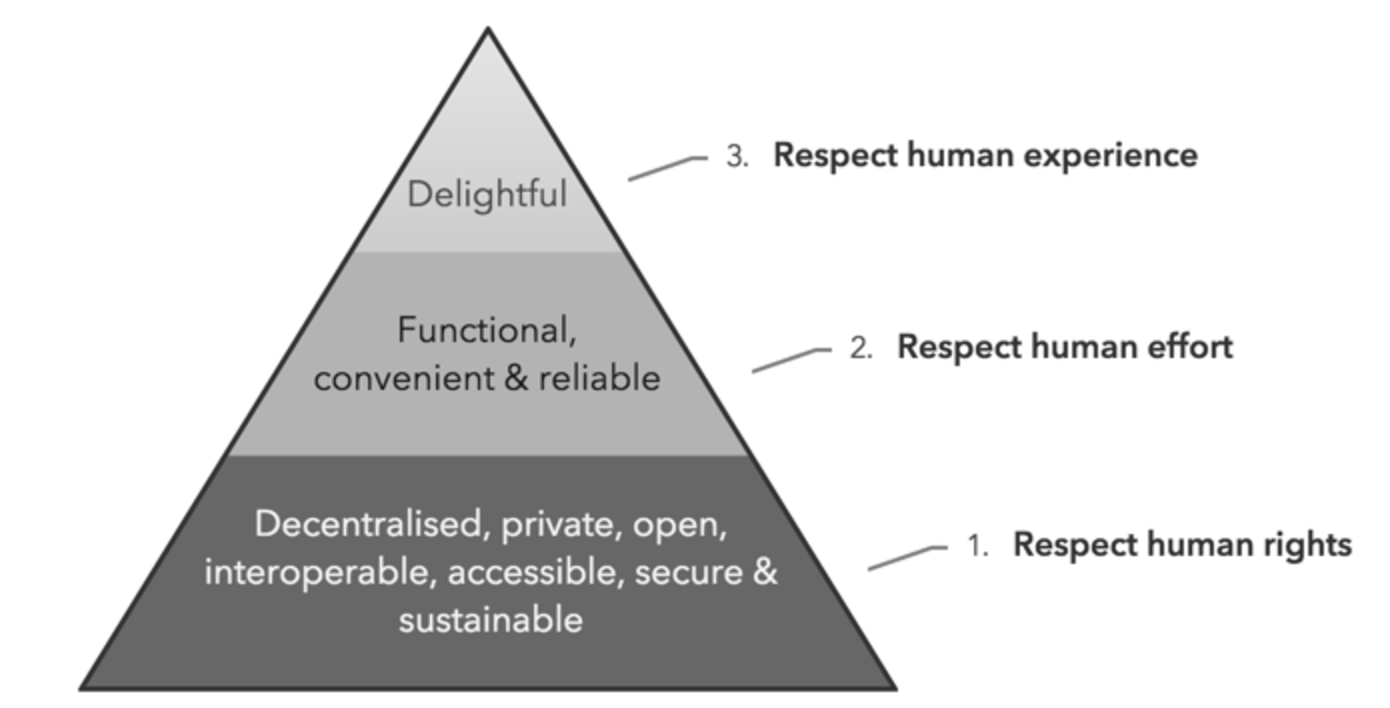 Delightful
3. Respect human experience
Functional,
convenient & reliable
2. Respect human effort
Decentralised, private, open,
interoperable, accessible, secure &
sustainable
1. Respect human rights